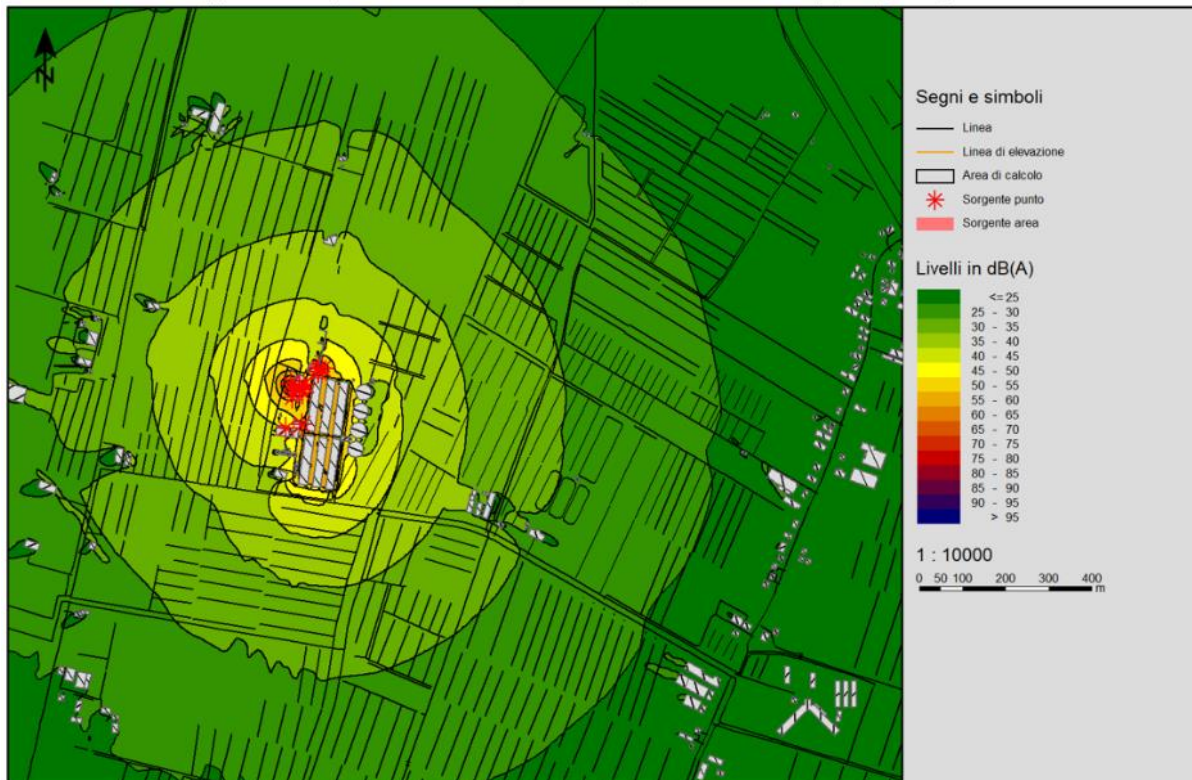 N
Segni e simboli
Linea
Linea di elevazione
Area di calcolo
Sorgente punto
Sorgente area
Livelli in dB(A)
<= 25
25 - 30
30 - 35
35 - 40
40 - 45
45 - 50
50 - 55
55 - 60
60 - 65
65 - 70
70 - 75
75 - 80
80 - 85
85 - 90
90 - 95
> 95
1 : 10000
0 50 100 200 300 400
m